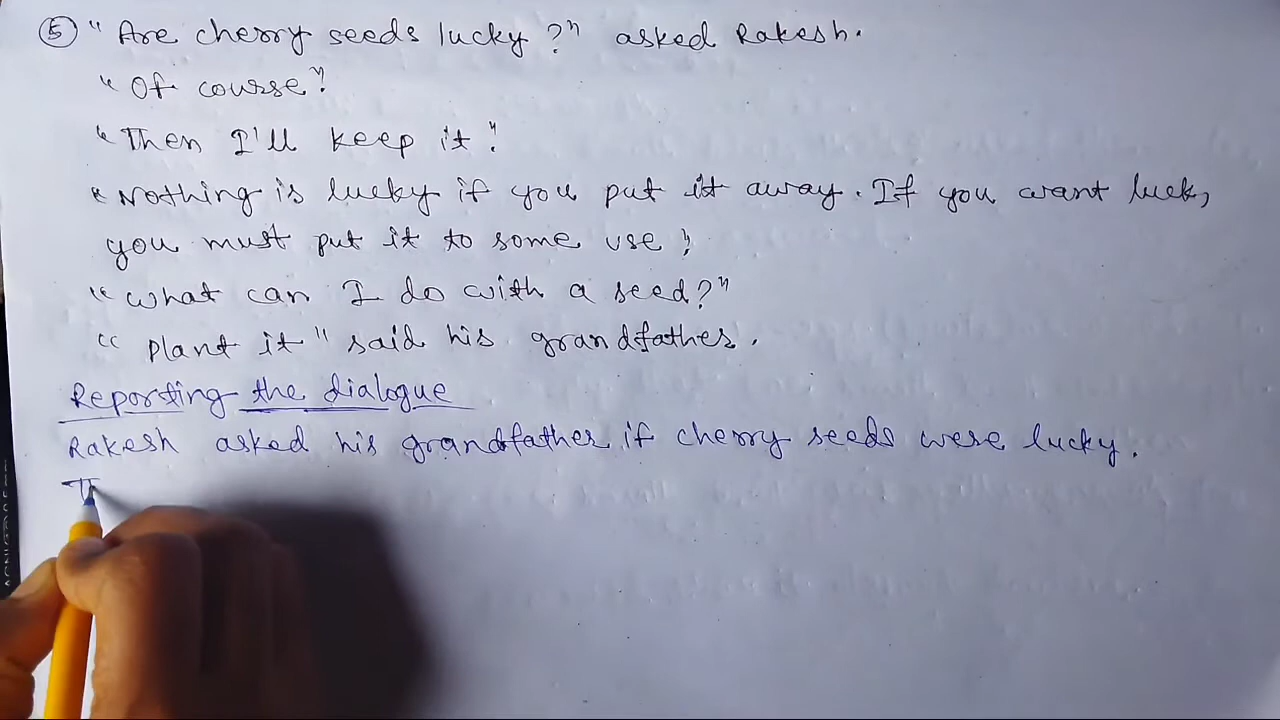 ⑤ "Are cherry seeds lucky?" asked Rakesh.
"Of course"!
"Then I'll keep it!"
"Nothing is lucky if you put it away. If you want luck,
you must put it to some use"
"What can I do with a seed?"
"Plant it" said his grandfather.
Reporting the dialogue
Rakesh asked his grandfather if cherry seeds were lucky.